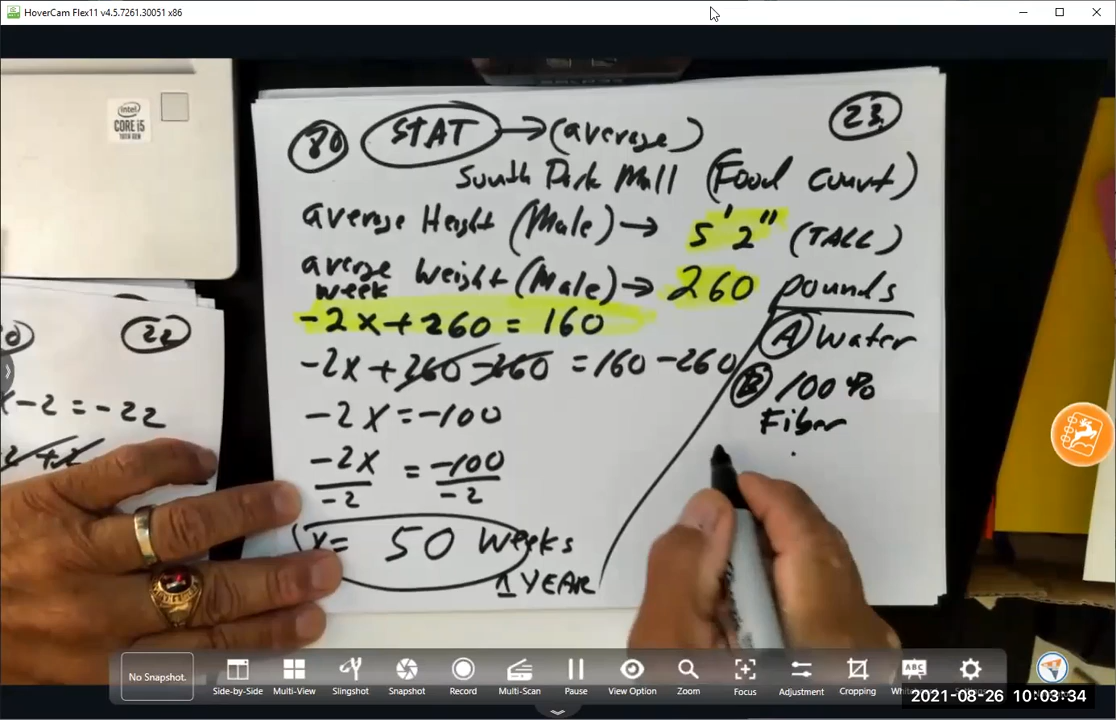 HoverCam Flex11 v4.5.7261.30051 x86
intel
CORE i5
10TH GEN
80 STAT → (average) 23
South Park Mall (Food Court)
average Height (Male) → 5' 2" (TALL)
averge Weight (Male) → 260 pounds
week
-2x+260 = 160
-2x+260-260 = 160-260
-2x = -100
-2x = -100
-2 -2
x = 50 Weeks
1 YEAR
A Water
B 100%
Fiber
22
x-2 = -22
No Snapshot.
Side-by-Side
Multi-View
Slingshot
Snapshot
Record
Multi-Scan
Pause
View Option
Zoom
Focus
Adjustment
Cropping
ABC
2021-08-26 10:03:34